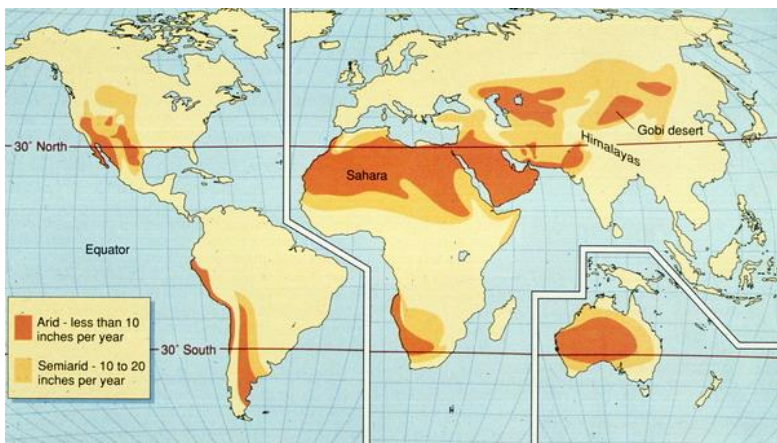 30° North
Sahara
Himalayas
Gobi desert
Equator
Arid - less than 10
inches per year
Semiarid - 10 to 20
inches per year
30° South